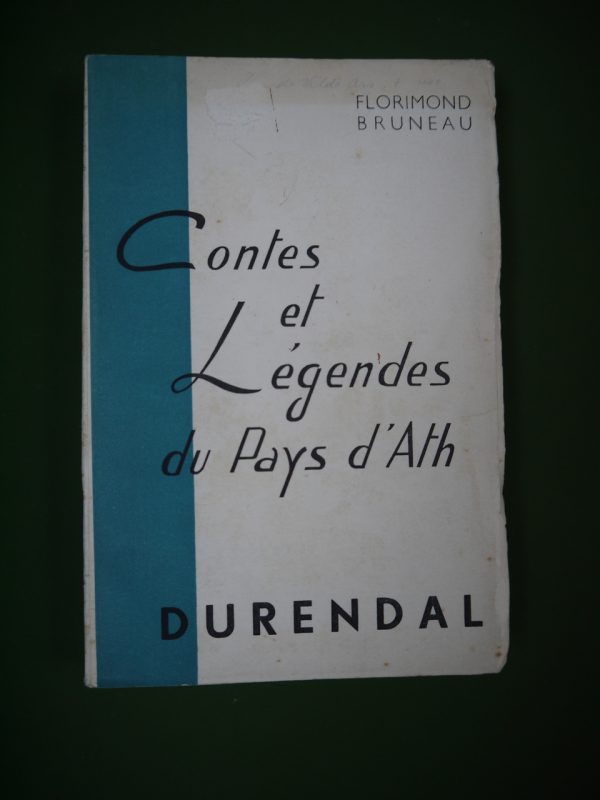 FLORIMOND
BRUNEAU
Contes
et
Légendes
du Pays d'Ath
DURENDAL